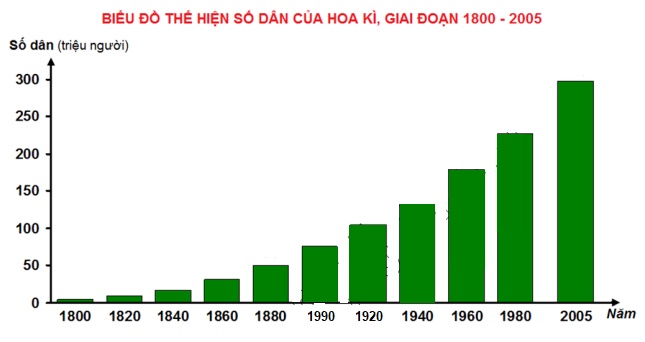 BIỂU ĐỒ THỂ HIỆN SỐ DÂN CỦA HOA KÌ, GIAI ĐOẠN 1800 - 2005
Số dân (triệu người)
300
250
200
150
100
50
0
1800 1820 1840 1860 1880 1990 1920 1940 1960 1980 2005 Năm